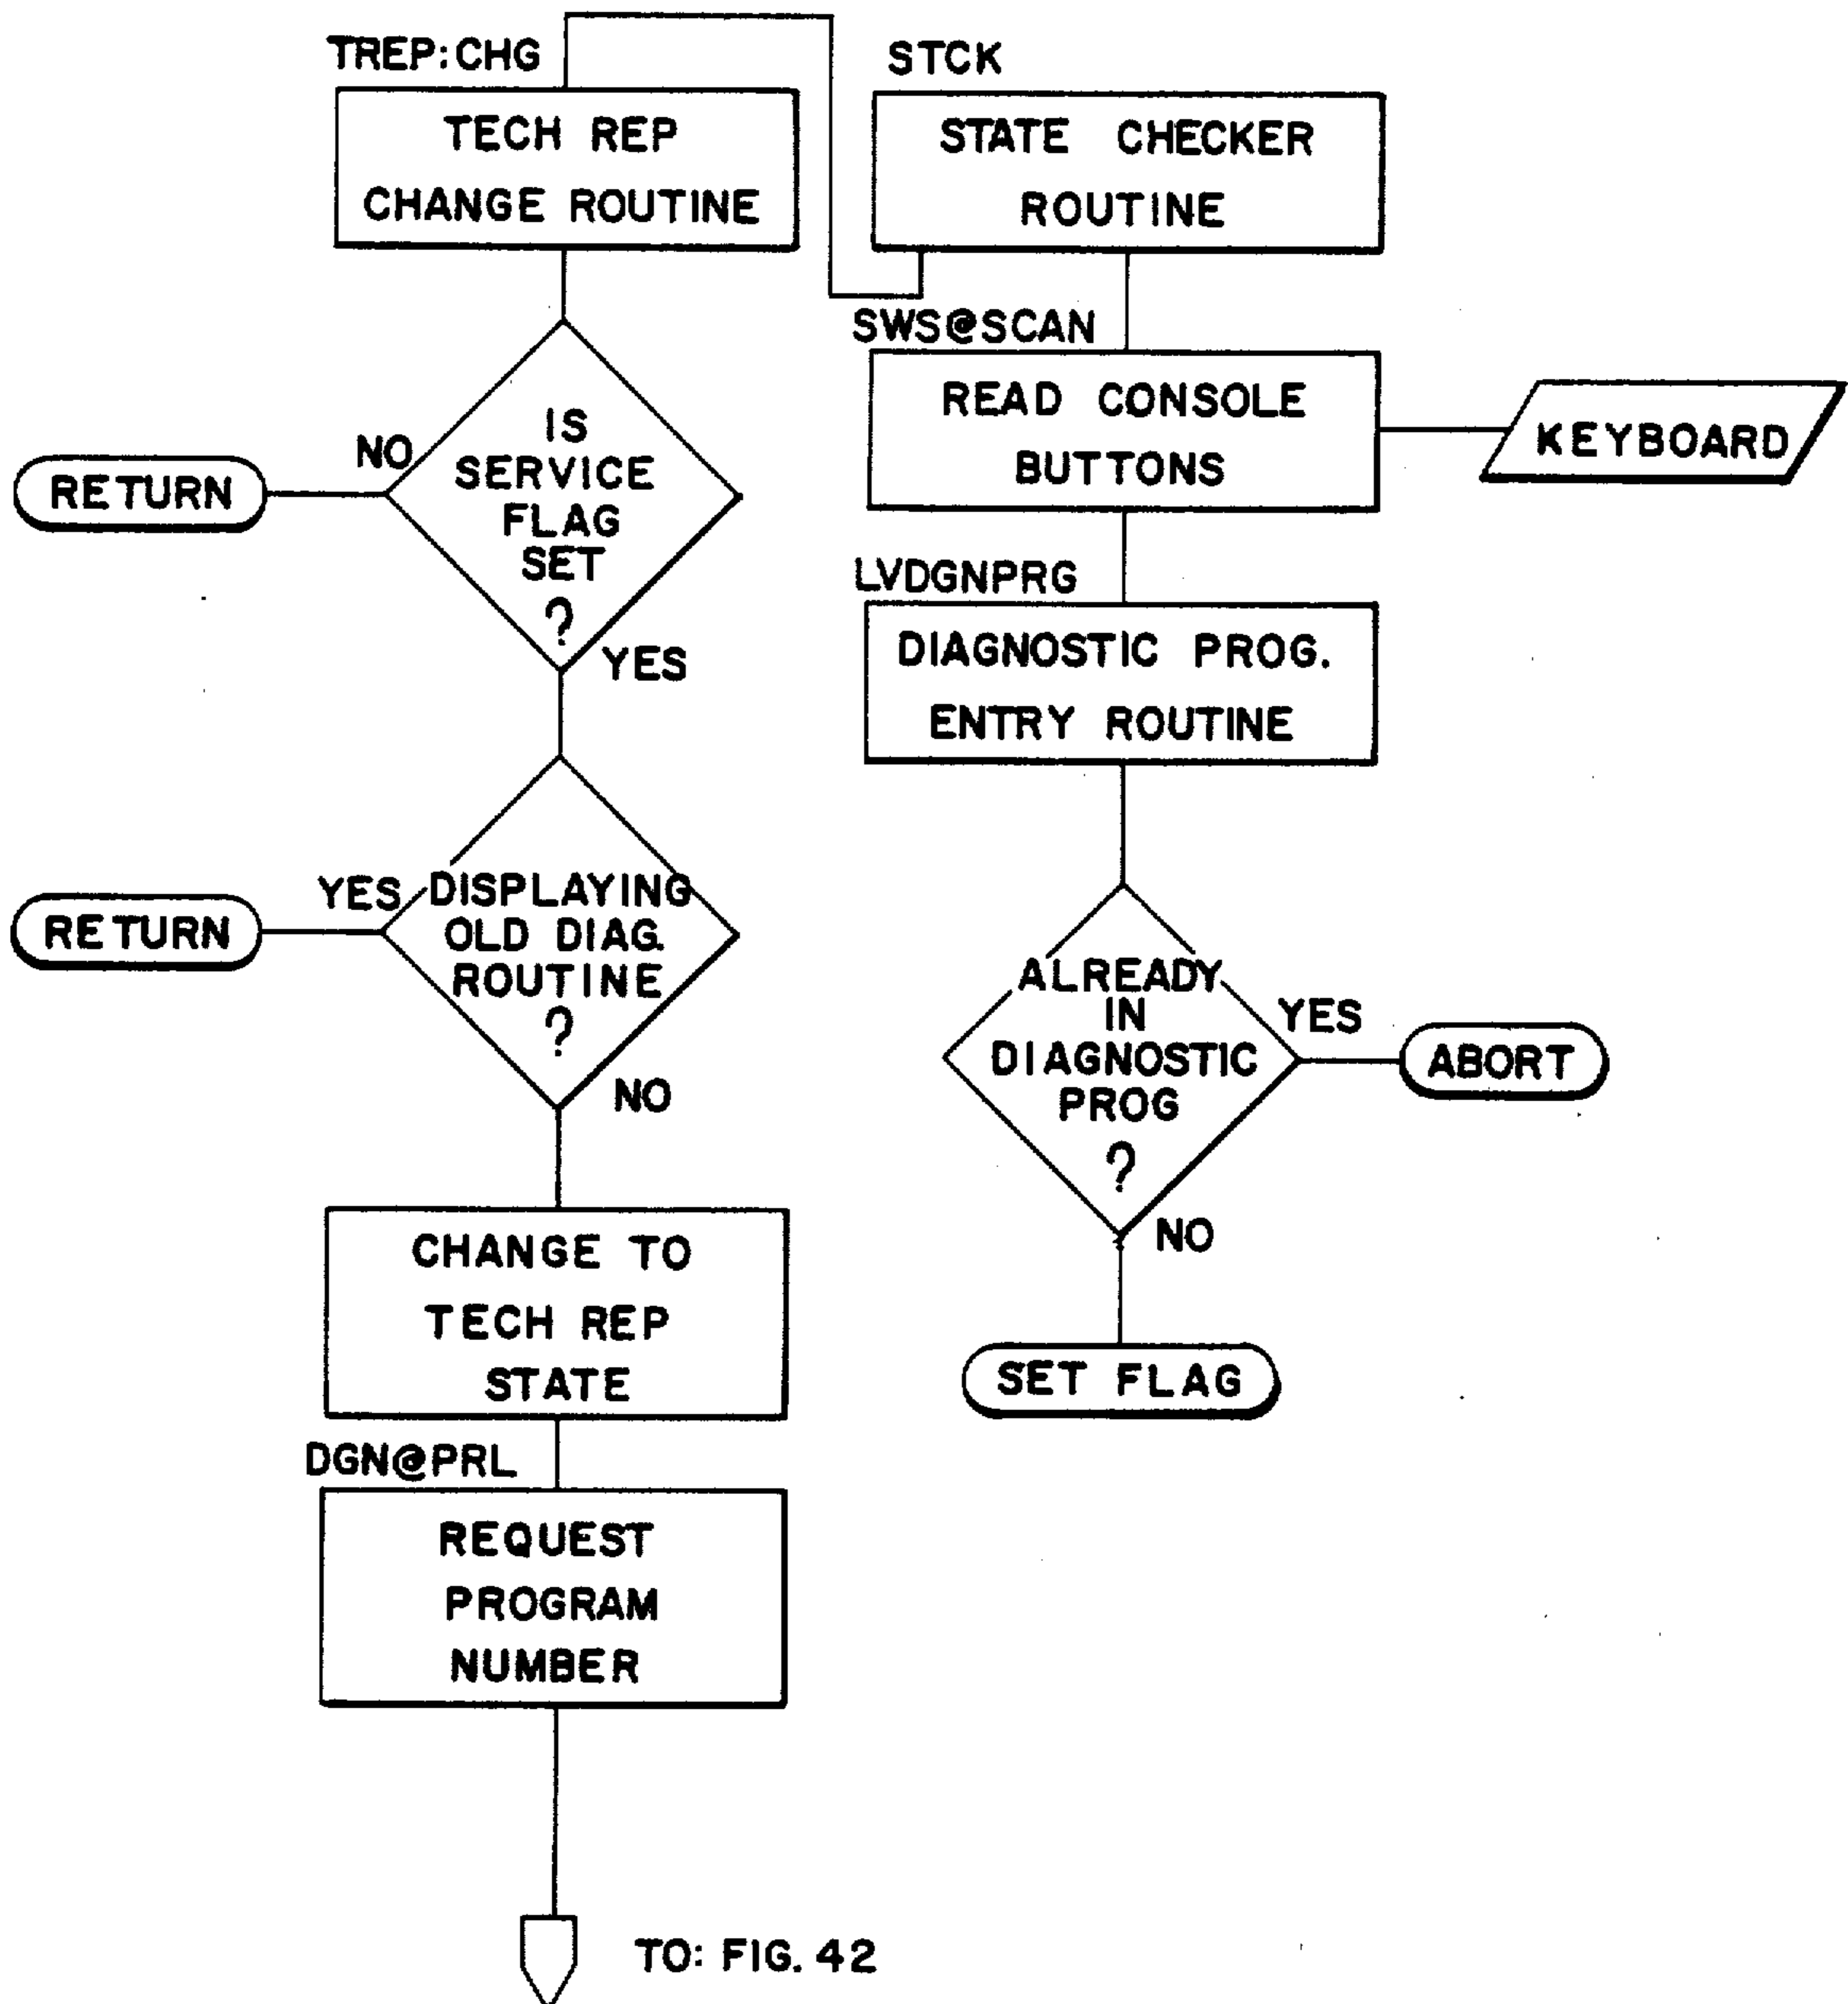 TREP:CHG
TECH REP
CHANGE ROUTINE
IS
SERVICE
FLAG
SET
?
NO
RETURN
YES
DISPLAYING
OLD DIAG.
ROUTINE
?
YES
RETURN
NO
CHANGE TO
TECH REP
STATE
DGN@PRL
REQUEST
PROGRAM
NUMBER
TO: FIG. 42
STCK
STATE CHECKER
ROUTINE
SWS@SCAN
READ CONSOLE
BUTTONS
KEYBOARD
LVDGNPRG
DIAGNOSTIC PROG.
ENTRY ROUTINE
ALREADY
IN
DIAGNOSTIC
PROG
?
YES
ABORT
NO
SET FLAG